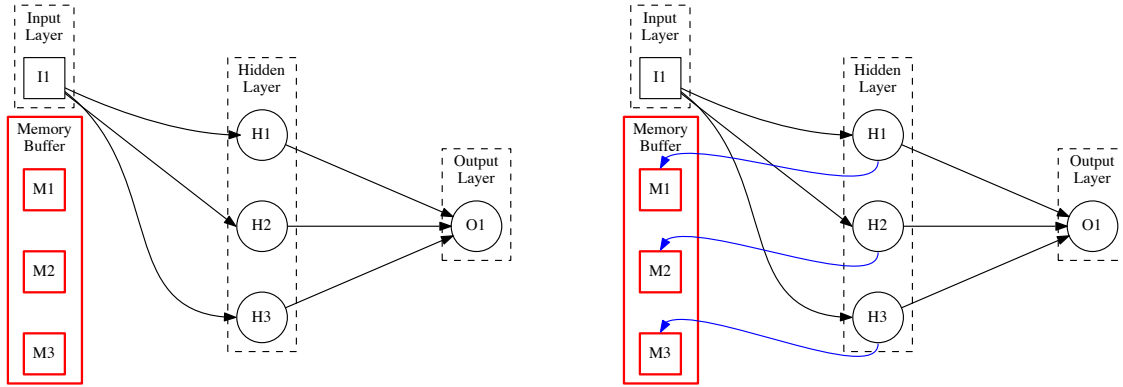 Input
Layer
I1
Memory
Buffer
M1
M2
M3
Hidden
Layer
H1
H2
H3
Output
Layer
O1
Input
Layer
I1
Memory
Buffer
M1
M2
M3
Hidden
Layer
H1
H2
H3
Output
Layer
O1